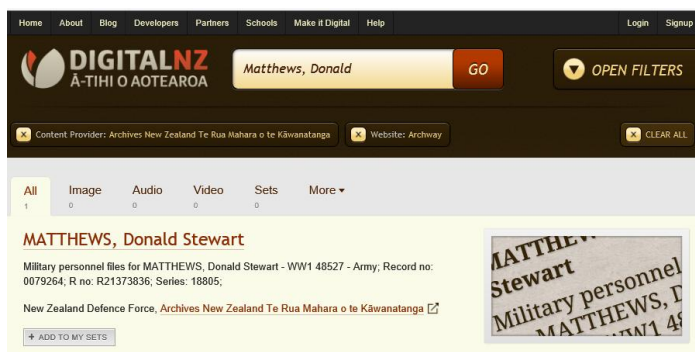 Home About Blog Developers Partners Schools Make it Digital Help Login Signup
DIGITALNZ
Ā-TIHI O AOTEAROA
Matthews, Donald GO OPEN FILTERS
x Content Provider: Archives New Zealand Te Rua Mahara o te Kāwanatanga x Website: Archway x CLEAR ALL
All Image Audio Video Sets More
1 0 0 0 0
MATTHEWS, Donald Stewart
Military personnel files for MATTHEWS, Donald Stewart - WW1 48527 - Army; Record no:
0079264; R no: R21373836; Series: 18805;
New Zealand Defence Force, Archives New Zealand Te Rua Mahara o te Kāwanatanga
+ ADD TO MY SETS
Stewart
Military personnel
MATTHEWS,